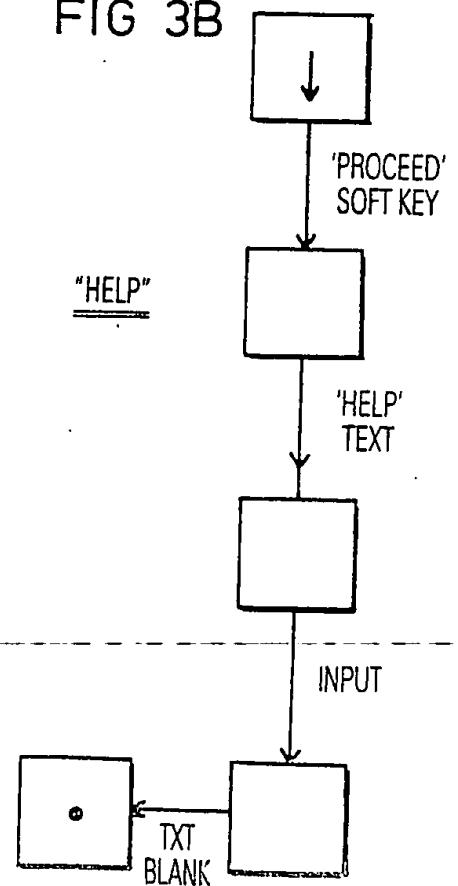 FIG 3B
'PROCEED'
SOFT KEY
"HELP"
'HELP'
TEXT
INPUT
TXT
BLANK